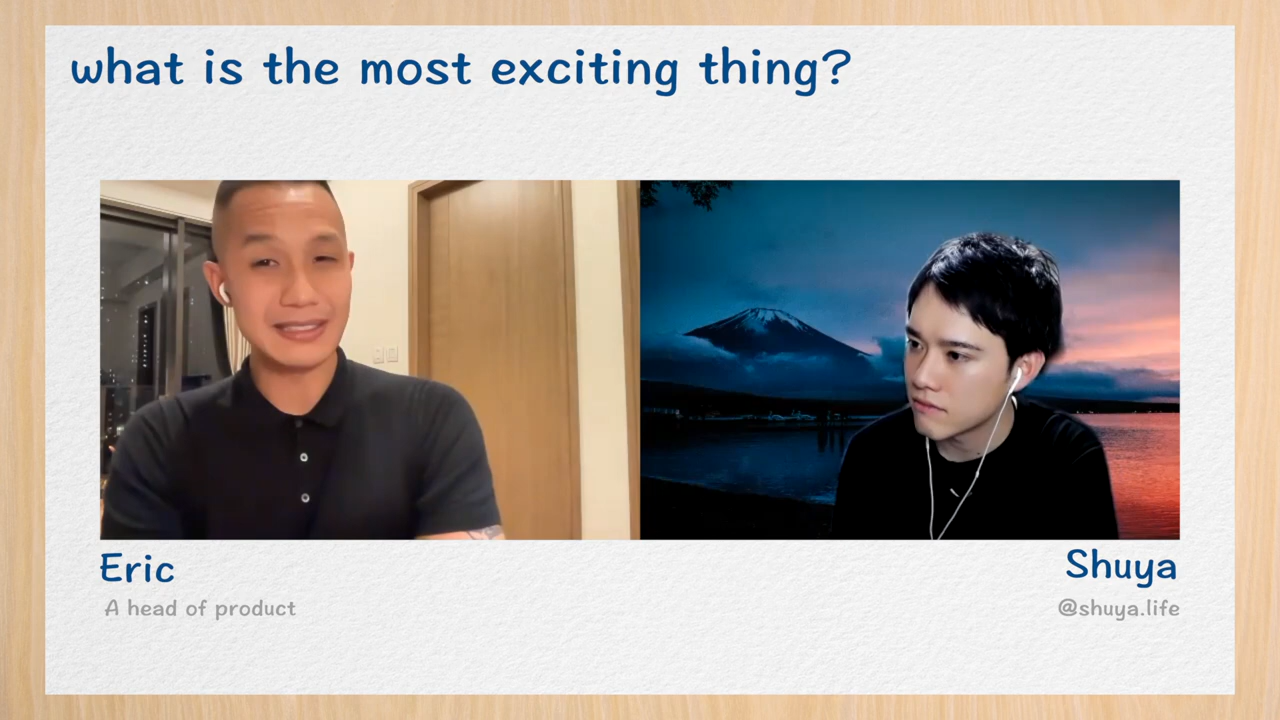 what is the most exciting thing?
Eric
Shuya
A head of product
@shuya.life